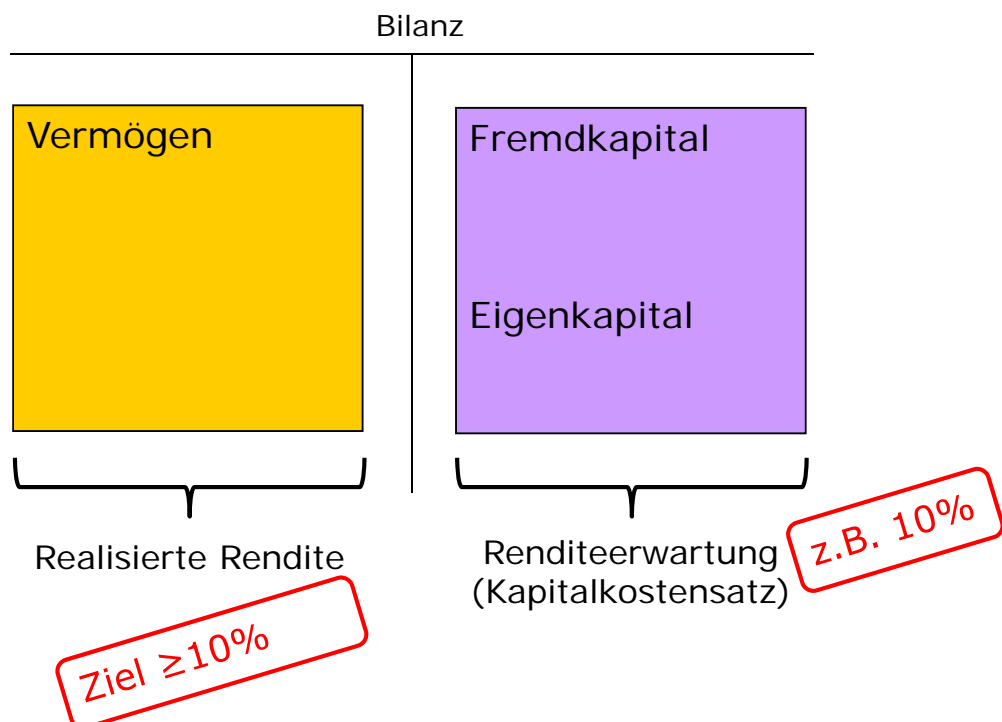 Bilanz
Vermögen
Fremdkapital
Eigenkapital
Realisierte Rendite
Ziel ≥10%
Renditeerwartung
(Kapitalkostensatz)
z.B. 10%